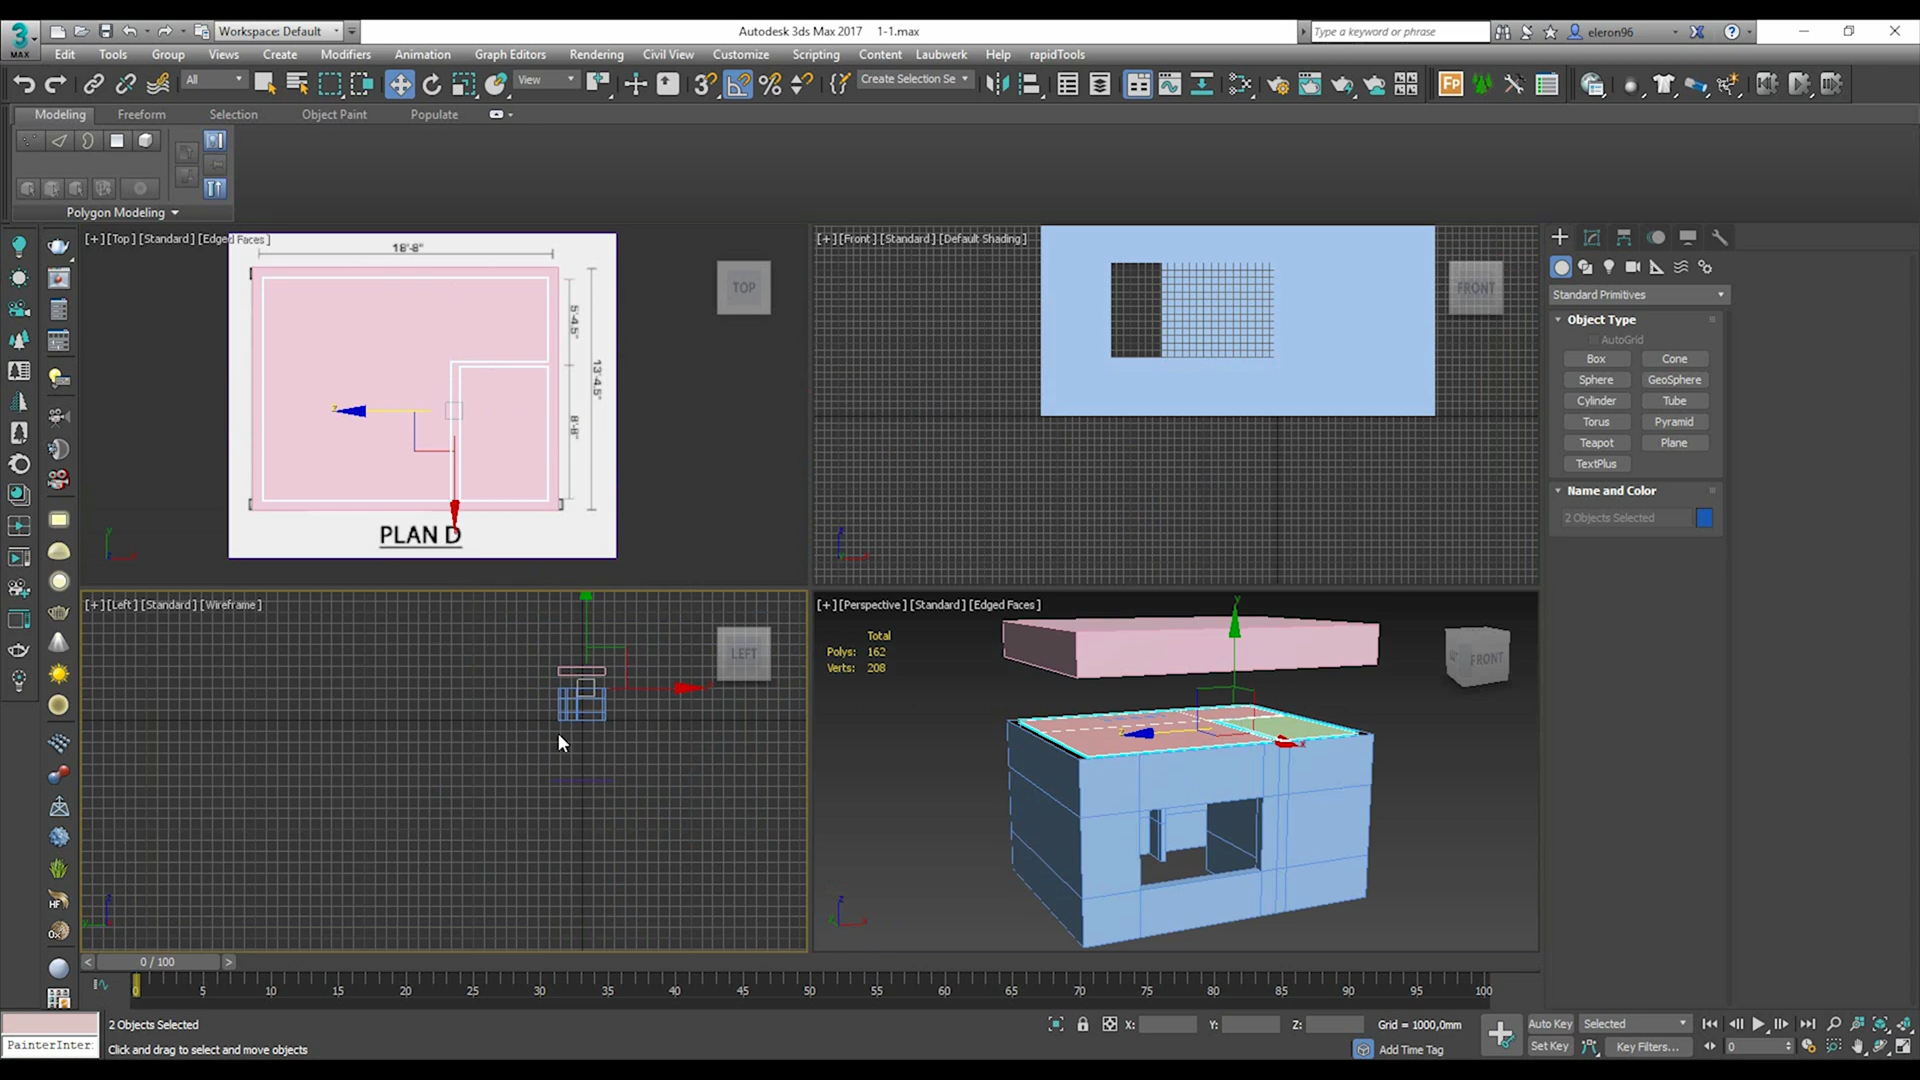 3
MAX
Workspace: Default
Autodesk 3ds Max 2017 1-1.max
Type a keyword or phrase
eleron96
Edit Tools Group Views Create Modifiers Animation Graph Editors Rendering Civil View Customize Scripting Content Laubwerk Help rapidTools
All
View
3
Create Selection Se
Fp
Modeling Freeform Selection Object Paint Populate
Polygon Modeling
[+] [Top] [Standard] [Edged Faces]
18'-8"
5'-4.5"
13'-4.5"
8'-8"
PLAN D
TOP
[+] [Front] [Standard] [Default Shading]
FRONT
[+] [Left] [Standard] [Wireframe]
LEFT
[+] [Perspective] [Standard] [Edged Faces]
Total
Polys: 162
Verts: 208
FRONT
Standard Primitives
Object Type
AutoGrid
Box Cone
Sphere GeoSphere
Cylinder Tube
Torus Pyramid
Teapot Plane
TextPlus
Name and Color
2 Objects Selected
HF
0 / 100
0 5 10 15 20 25 30 35 40 45 50 55 60 65 70 75 80 85 90 95 100
2 Objects Selected
X: Y: Z: Grid = 1000,0mm
Auto Key Selected
PainterInter
Click and drag to select and move objects
Add Time Tag
Set Key Key Filters... 0